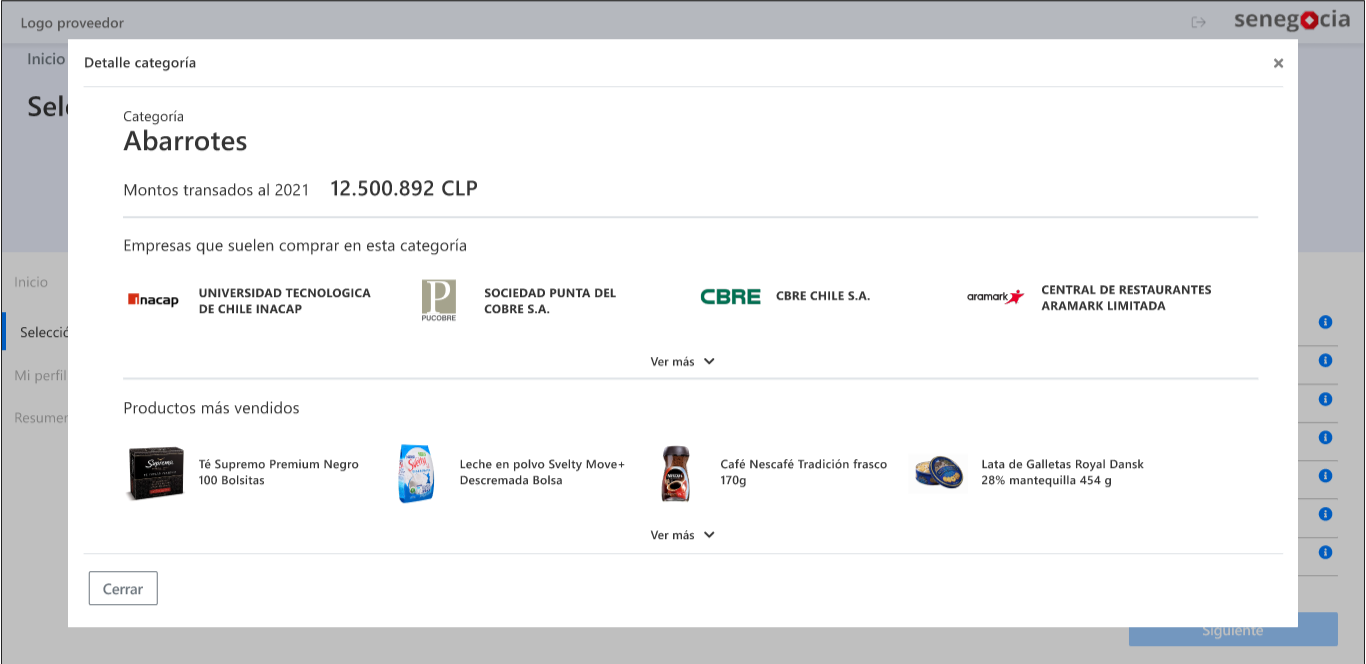 Logo proveedor
senegocia
Inicio
Detalle categoría
×
Sel
Categoría
Abarrotes
Montos transados al 2021 12.500.892 CLP
Empresas que suelen comprar en esta categoría
inacap
UNIVERSIDAD TECNOLOGICA
DE CHILE INACAP
P
PUCOBRE
SOCIEDAD PUNTA DEL
COBRE S.A.
CBRE
CBRE CHILE S.A.
aramark
CENTRAL DE RESTAURANTES
ARAMARK LIMITADA
Ver más
Inicio
Selecció
Mi perfil
Resumen
Productos más vendidos
Supremo
Té Supremo Premium Negro
100 Bolsitas
Svelty
Leche en polvo Svelty Move+
Descremada Bolsa
NESCAFÉ
Café Nescafé Tradición frasco
170g
Lata de Galletas Royal Dansk
28% mantequilla 454 g
Ver más
Cerrar
Siguiente